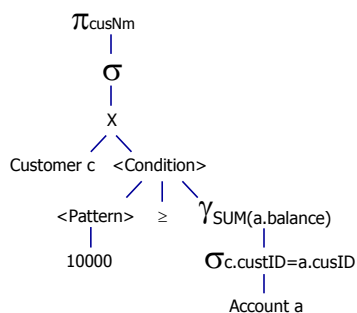 πcusNm
σ
X
Customer c <Condition>
<Pattern> ≥ γSUM(a.balance)
10000 σc.custID=a.cusID
Account a